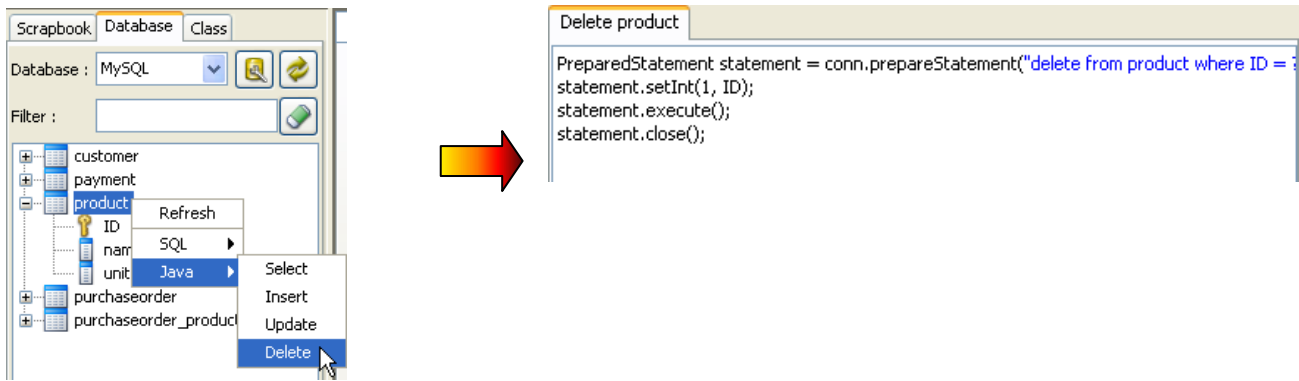 Scrapbook Database Class
Database : MySQL
Filter :
customer
payment
product
ID
nam
unit
purchaseorder
purchaseorder_product
Refresh
SQL
Java
Select
Insert
Update
Delete
Delete product
PreparedStatement statement = conn.prepareStatement("delete from product where ID = ?
statement.setInt(1, ID);
statement.execute();
statement.close();